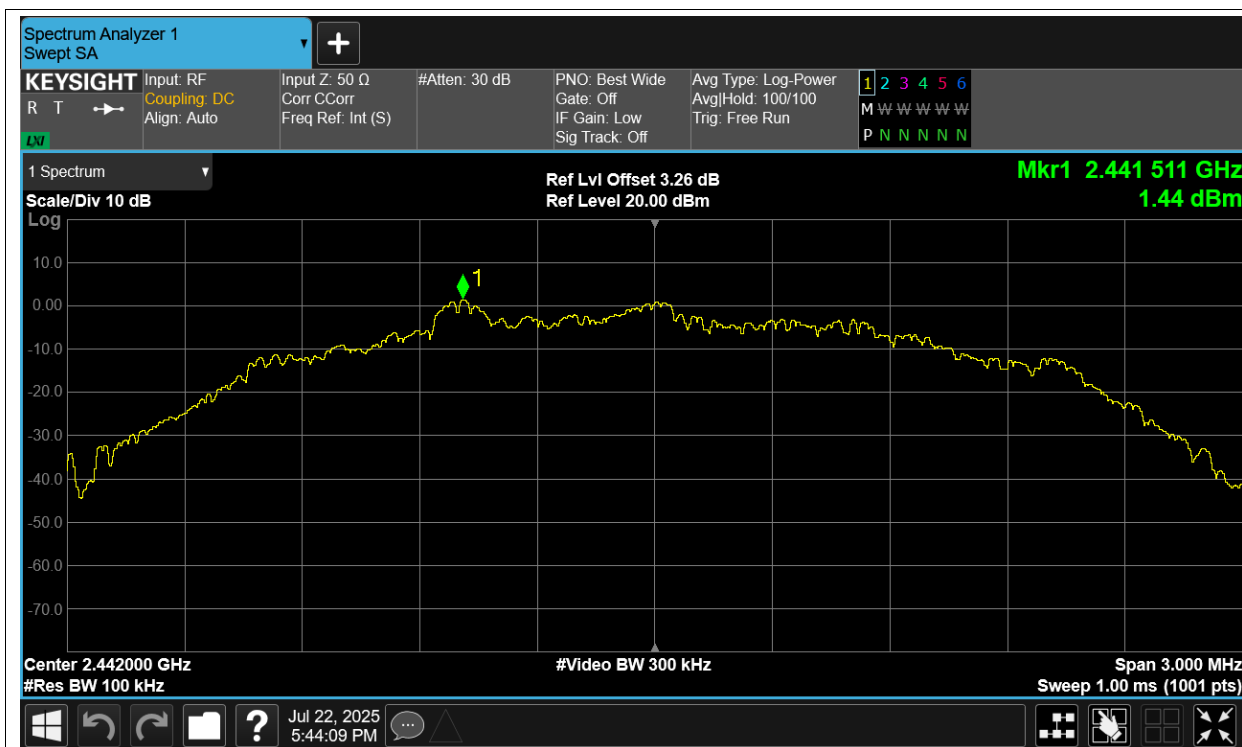 Spectrum Analyzer 1
Swept SA
KEYSIGHT
R T
LXI
Input: RF
Coupling: DC
Align: Auto
Input Z: 50 Ω
Corr CCorr
Freq Ref: Int (S)
#Atten: 30 dB
PNO: Best Wide
Gate: Off
IF Gain: Low
Sig Track: Off
Avg Type: Log-Power
Avg|Hold: 100/100
Trig: Free Run
1 2 3 4 5 6
M W W W W W W
P N N N N N
1 Spectrum
Scale/Div 10 dB
Log
Ref Lvl Offset 3.26 dB
Ref Level 20.00 dBm
Mkr1 2.441 511 GHz
1.44 dBm
1
10.0
0.00
-10.0
-20.0
-30.0
-40.0
-50.0
-60.0
-70.0
Center 2.442000 GHz
#Res BW 100 kHz
#Video BW 300 kHz
Span 3.000 MHz
Sweep 1.00 ms (1001 pts)
?
Jul 22, 2025
5:44:09 PM